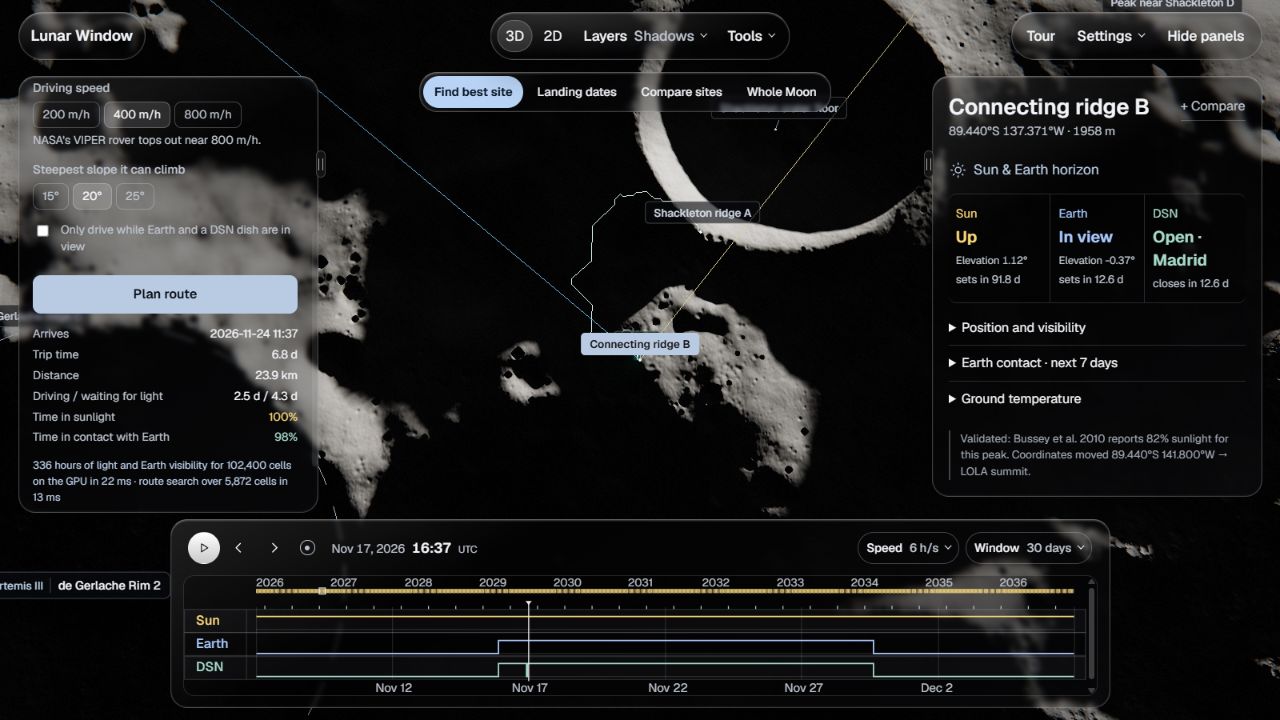 Peak near Shackleton D
Lunar Window
3D 2D Layers Shadows Tools
Tour Settings Hide panels
Find best site Landing dates Compare sites Whole Moon
Driving speed
200 m/h 400 m/h 800 m/h
NASA's VIPER rover tops out near 800 m/h.
Steepest slope it can climb
15° 20° 25°
Only drive while Earth and a DSN dish are in
view
Plan route
Arrives 2026-11-24 11:37
Trip time 6.8 d
Distance 23.9 km
Driving / waiting for light 2.5 d / 4.3 d
Time in sunlight 100%
Time in contact with Earth 98%
336 hours of light and Earth visibility for 102,400 cells
on the GPU in 22 ms · route search over 5,872 cells in
13 ms
Shackleton ridge A
Connecting ridge B
Connecting ridge B + Compare
89.440°S 137.371°W · 1958 m
Sun & Earth horizon
Sun Earth DSN
Up In view Open ·
Madrid
Elevation 1.12° Elevation -0.37°
sets in 91.8 d sets in 12.6 d closes in 12.6 d
Position and visibility
Earth contact · next 7 days
Ground temperature
Validated: Bussey et al. 2010 reports 82% sunlight for
this peak. Coordinates moved 89.440°S 141.800°W →
LOLA summit.
Nov 17, 2026 16:37 UTC
Speed 6 h/s Window 30 days
rtemis III de Gerlache Rim 2
2026 2027 2028 2029 2030 2031 2032 2033 2034 2035 2036
Sun
Earth
DSN
Nov 12 Nov 17 Nov 22 Nov 27 Dec 2